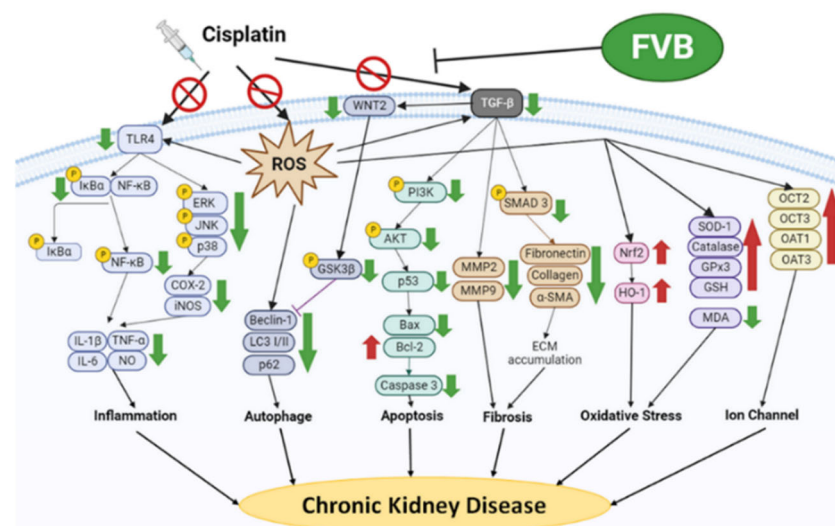 Cisplatin
FVB
WNT2
TGF-β
TLR4
ROS
P
IκBα
NF-κB
P
ERK
P
JNK
P
p38
P
IκBα
P
NF-κB
COX-2
iNOS
IL-1β
TNF-α
IL-6
NO
P
GSK3β
Beclin-1
LC3 I/II
p62
P
PI3K
P
AKT
p53
Bax
Bcl-2
Caspase 3
MMP2
MMP9
P
SMAD 3
Fibronectin
Collagen
α-SMA
ECM
accumulation
Nrf2
HO-1
SOD-1
Catalase
GPx3
GSH
MDA
OCT2
OCT3
OAT1
OAT3
Inflammation
Autophage
Apoptosis
Fibrosis
Oxidative Stress
Ion Channel
Chronic Kidney Disease